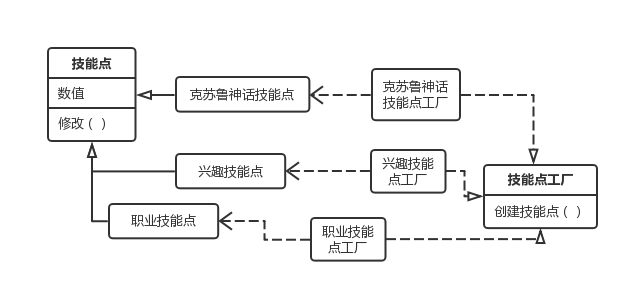 技能点
数值
修改（ ）
克苏鲁神话技能点
克苏鲁神话
技能点工厂
兴趣技能点
兴趣技能
点工厂
技能点工厂
创建技能点（ ）
职业技能点
职业技能
点工厂